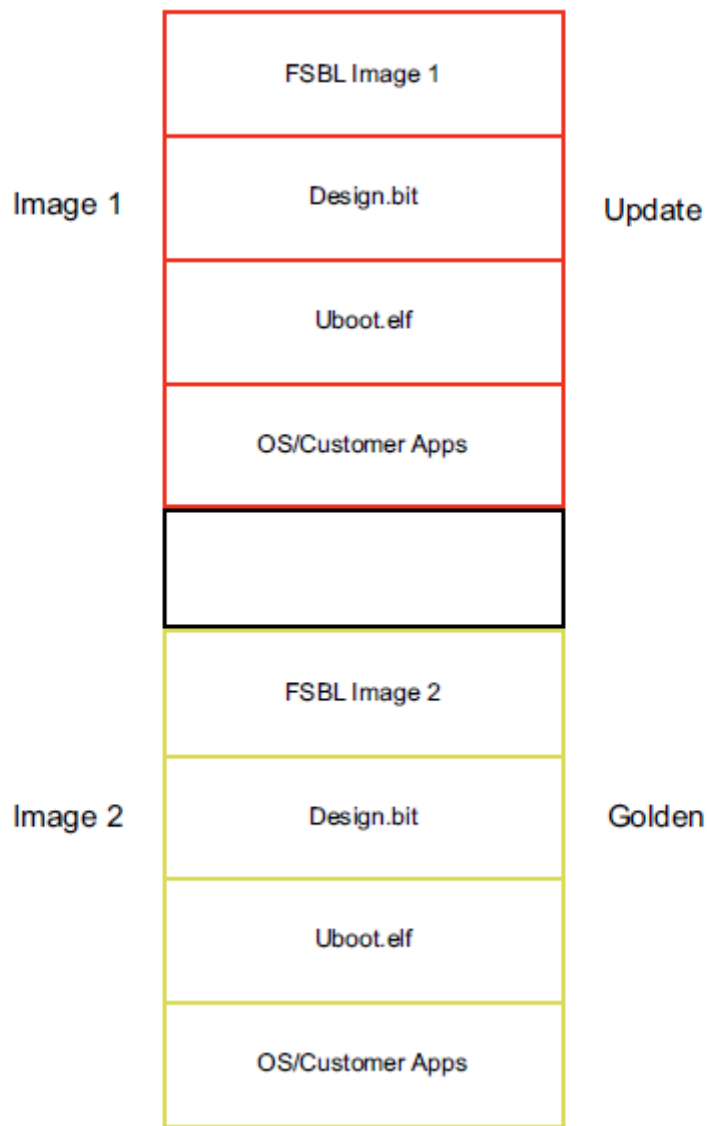 FSBL Image 1
Image 1
Design.bit
Update
Uboot.elf
OS/Customer Apps
FSBL Image 2
Image 2
Design.bit
Golden
Uboot.elf
OS/Customer Apps